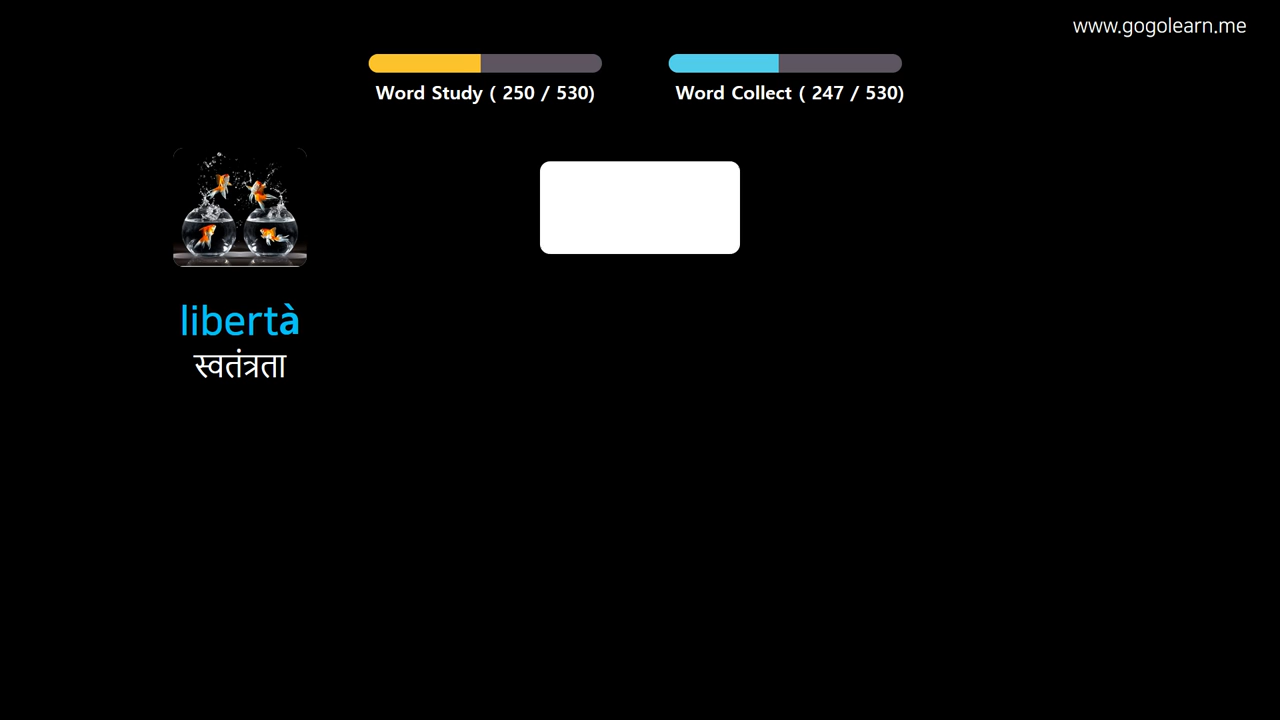 www.gogolearn.me
Word Study ( 250 / 530)
Word Collect ( 247 / 530)
libertà
स्वतंत्रता